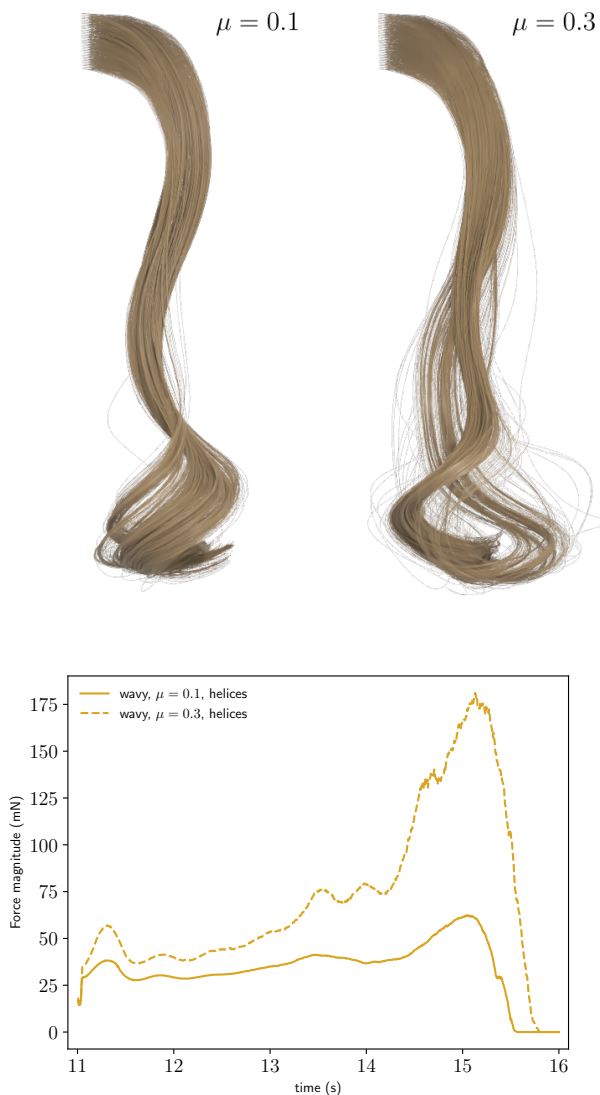 μ = 0.1
μ = 0.3
wavy, μ = 0.1, helices
wavy, μ = 0.3, helices
Force magnitude (mN)
175
150
125
100
75
50
25
0
11
12
13
14
15
16
time (s)